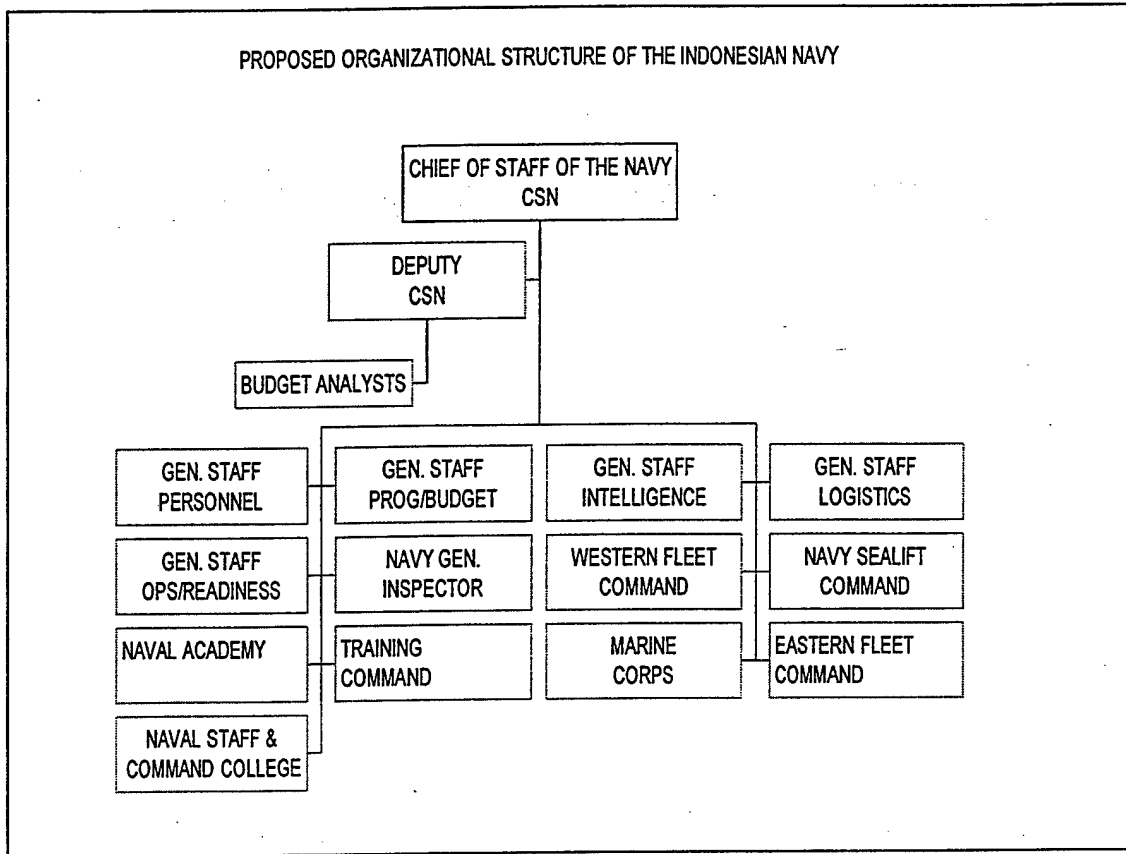 PROPOSED ORGANIZATIONAL STRUCTURE OF THE INDONESIAN NAVY
CHIEF OF STAFF OF THE NAVY
CSN
DEPUTY
CSN
BUDGET ANALYSTS
GEN. STAFF
PERSONNEL
GEN. STAFF
PROG/BUDGET
GEN. STAFF
INTELLIGENCE
GEN. STAFF
LOGISTICS
GEN. STAFF
OPS/READINESS
NAVY GEN.
INSPECTOR
WESTERN FLEET
COMMAND
NAVY SEALIFT
COMMAND
NAVAL ACADEMY
TRAINING
COMMAND
MARINE
CORPS
EASTERN FLEET
COMMAND
NAVAL STAFF &
COMMAND COLLEGE